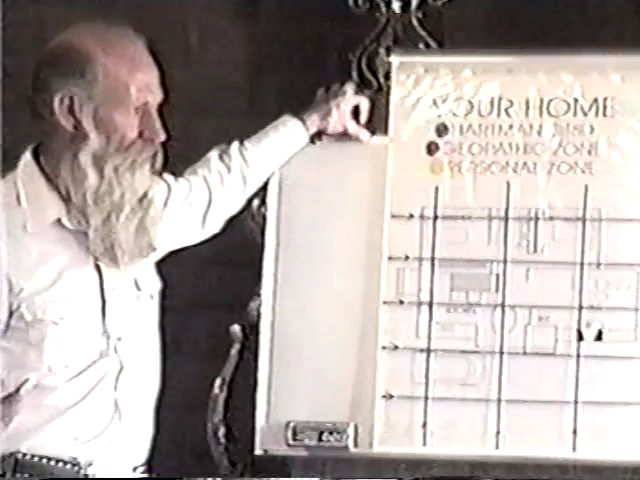 YOUR HOME
HARTMAN GRID
GEOPATHIC ZONE
PERSONAL ZONE